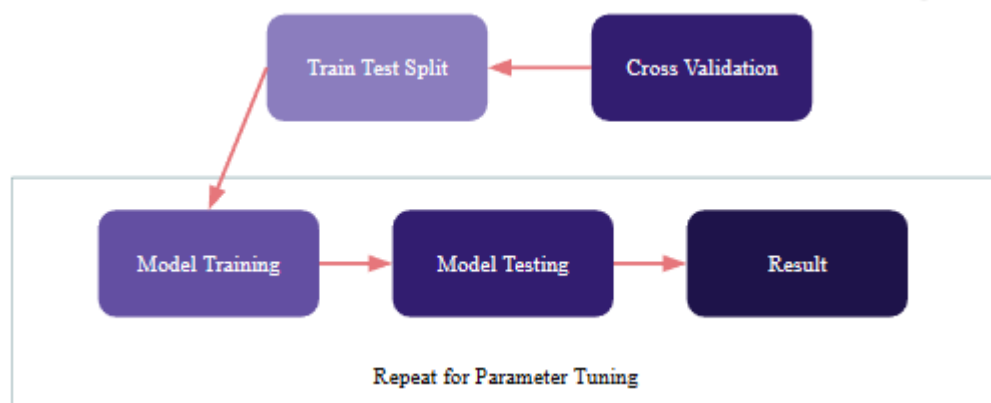 Train Test Split
Cross Validation
Model Training
Model Testing
Result
Repeat for Parameter Tuning